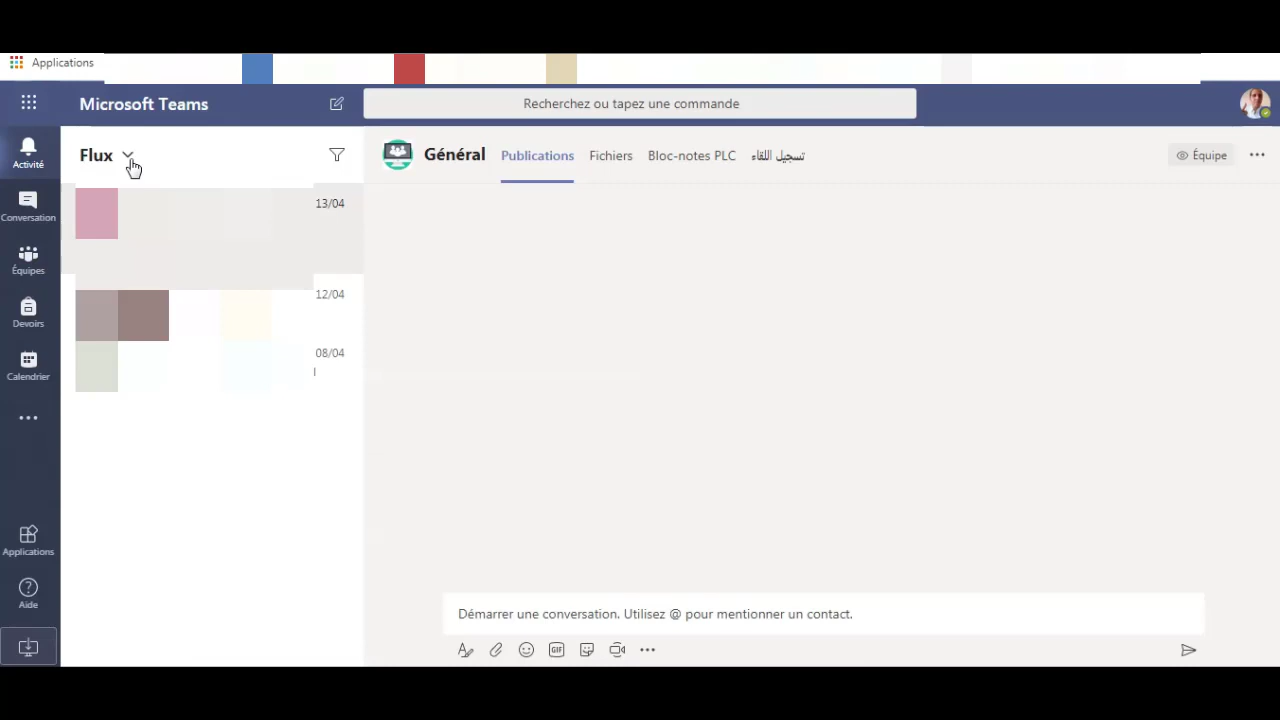 Applications
Microsoft Teams
Recherchez ou tapez une commande
Activité
Conversation
Équipes
Devoirs
Calendrier
Applications
Aide
Flux
13/04
12/04
08/04
Général
Publications
Fichiers
Bloc-notes PLC
تسجيل اللقاء
Équipe
Démarrer une conversation. Utilisez @ pour mentionner un contact.
GIF